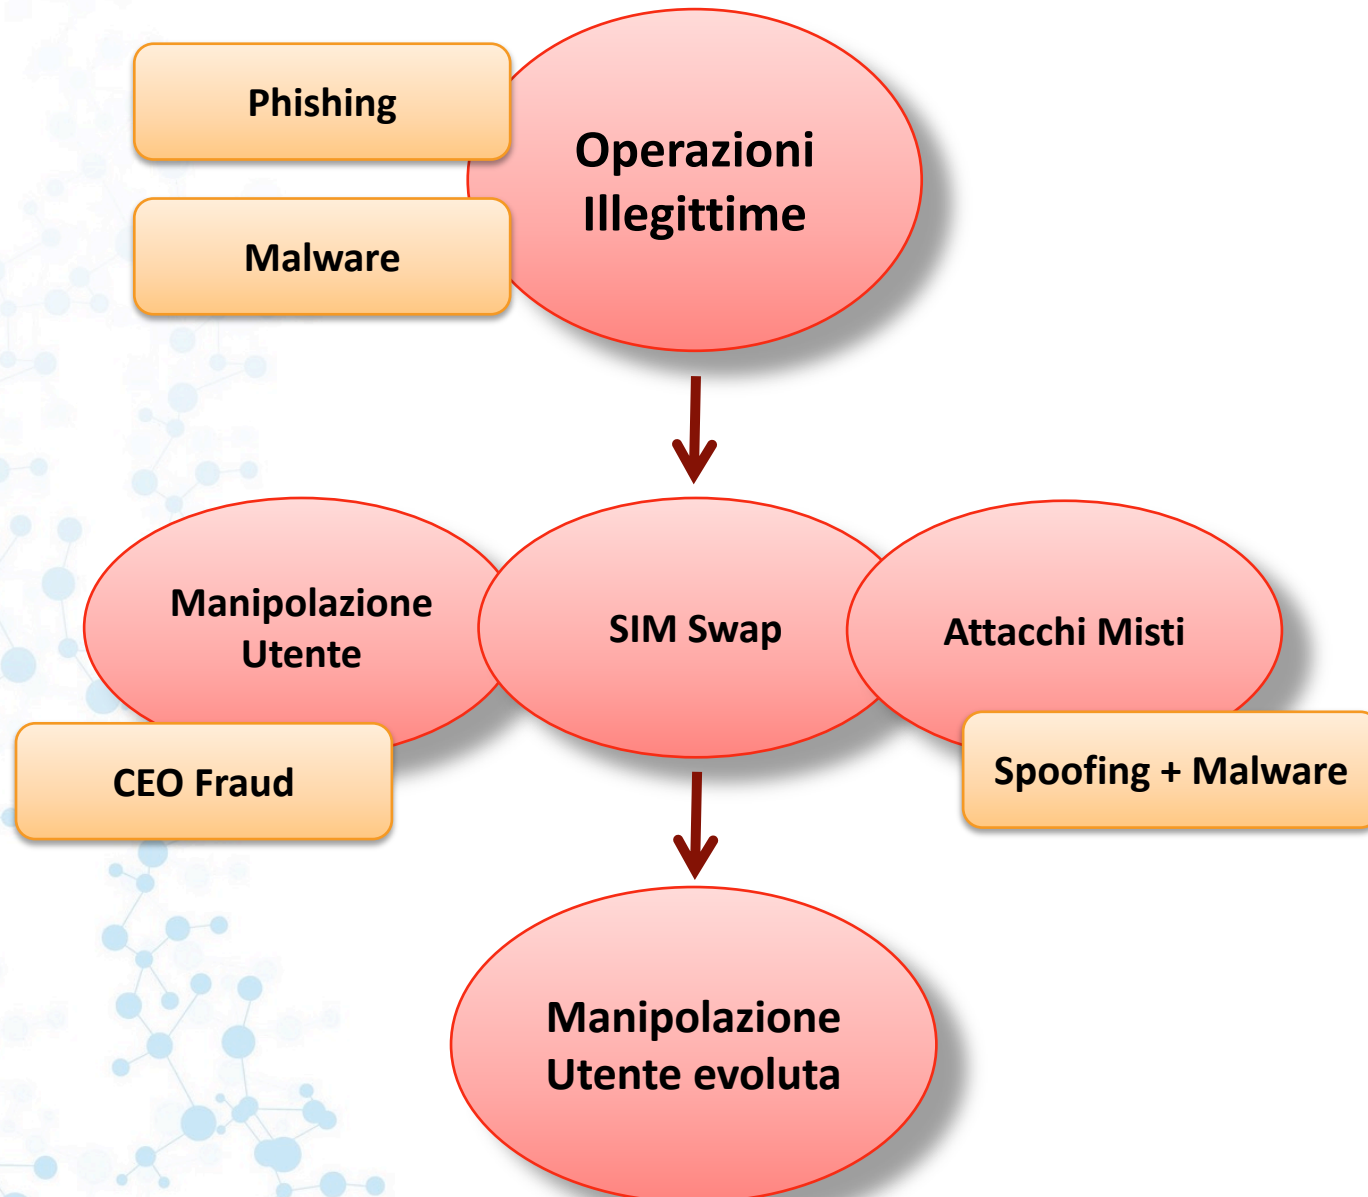 Phishing
Operazioni
Illegittime
Malware
Manipolazione
Utente
SIM Swap
Attacchi Misti
CEO Fraud
Spoofing + Malware
Manipolazione
Utente evoluta